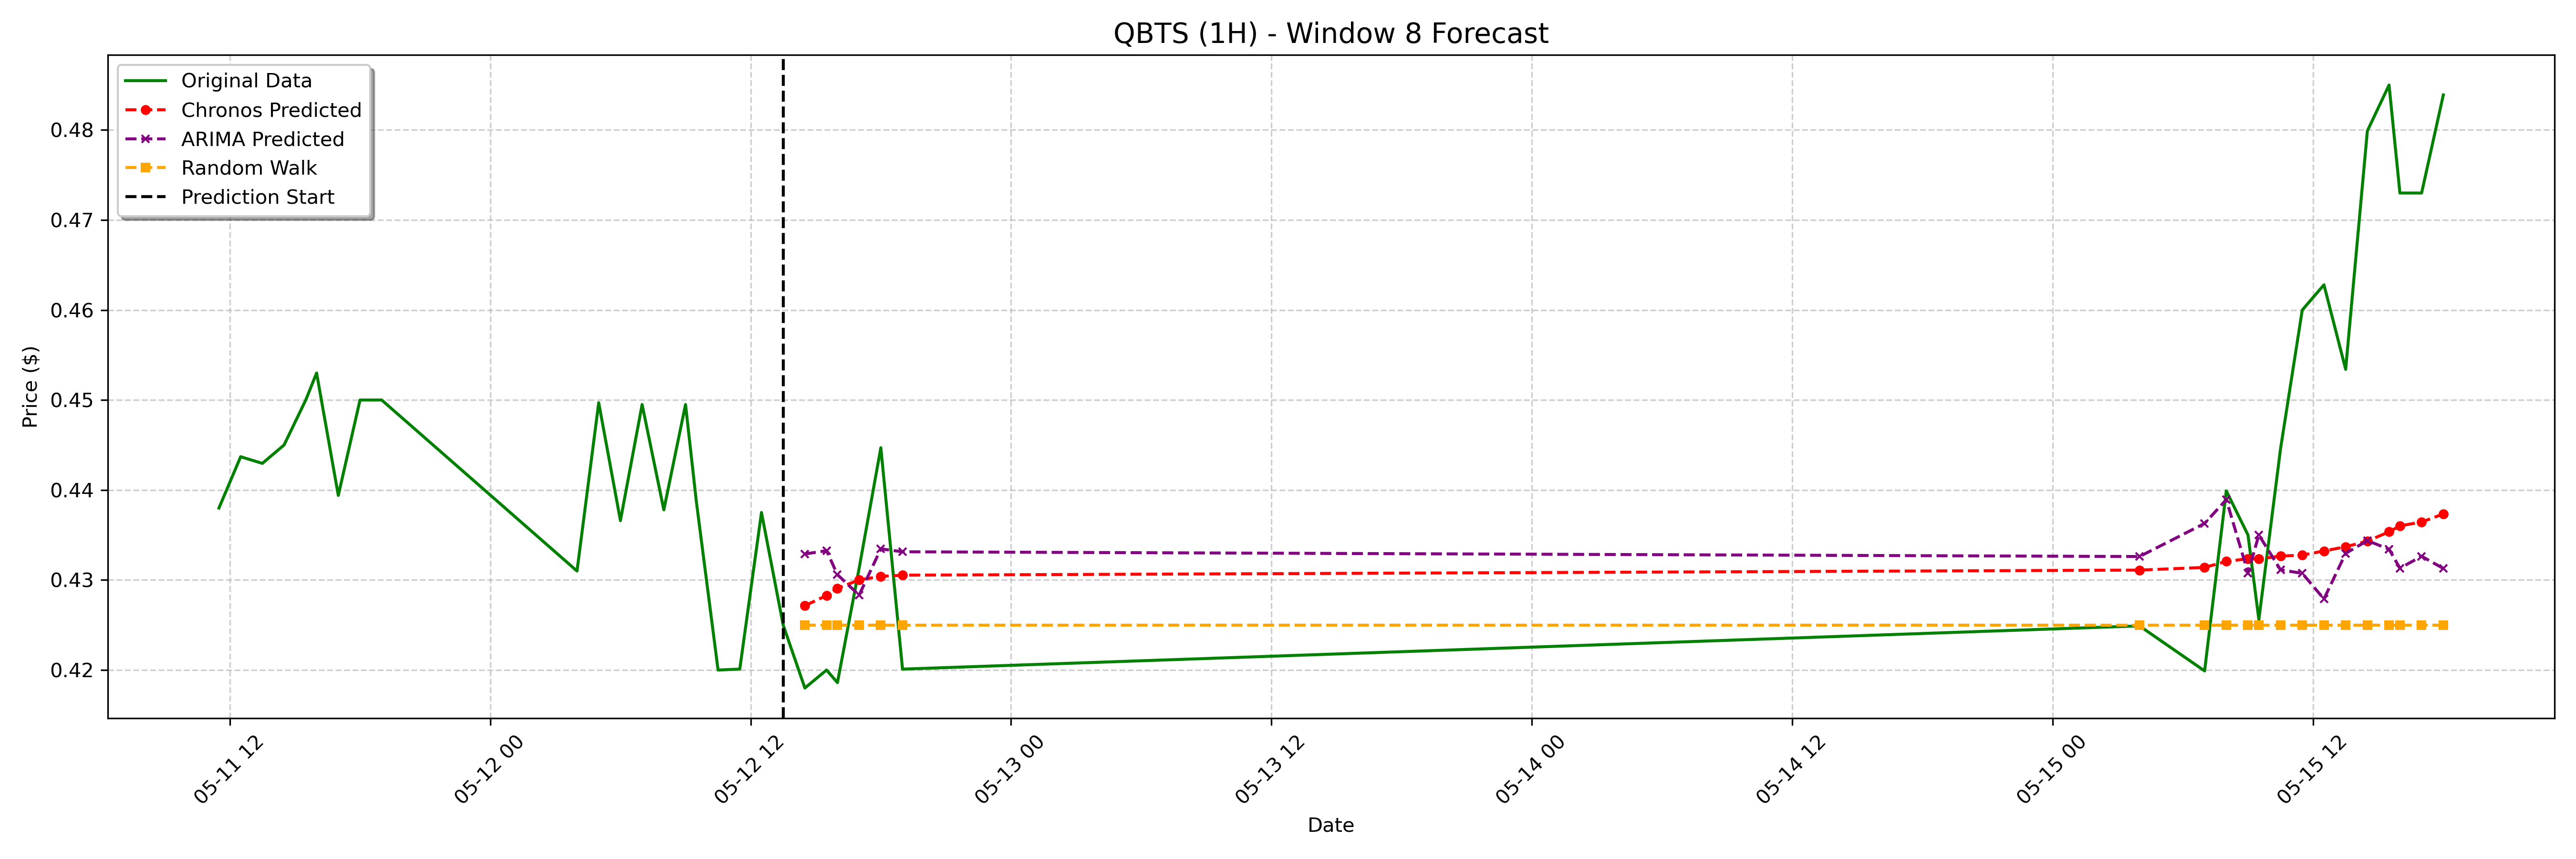 QBTS (1H) - Window 8 Forecast
Original Data
Chronos Predicted
ARIMA Predicted
Random Walk
Prediction Start
Price ($)
0.48
0.47
0.46
0.45
0.44
0.43
0.42
05-11 12
05-12 00
05-12 12
05-13 00
05-13 12
05-14 00
05-14 12
05-15 00
05-15 12
Date